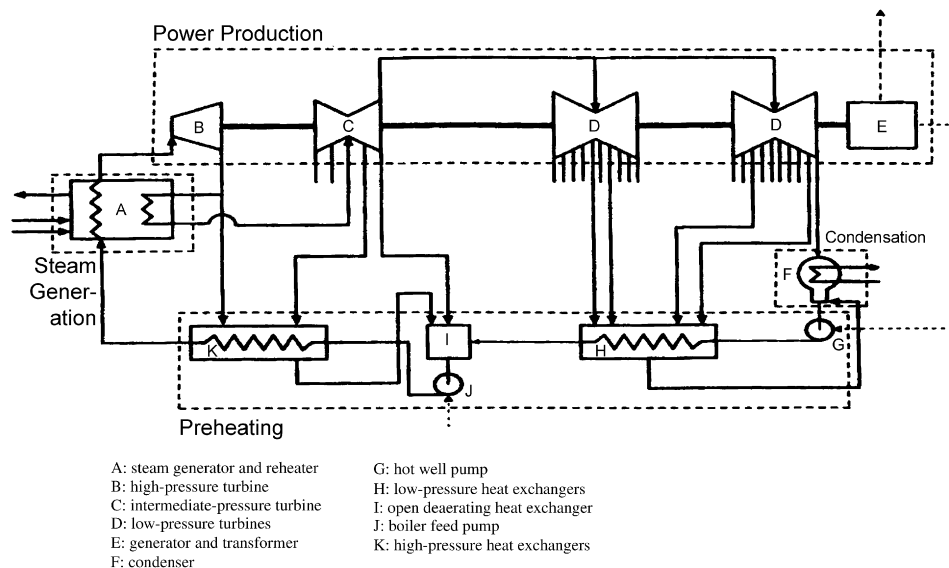 Power Production
B
C
D
D
E
A
Steam
Gener-
ation
Condensation
F
K
I
H
G
J
Preheating
A: steam generator and reheater
B: high-pressure turbine
C: intermediate-pressure turbine
D: low-pressure turbines
E: generator and transformer
F: condenser
G: hot well pump
H: low-pressure heat exchangers
I: open deaerating heat exchanger
J: boiler feed pump
K: high-pressure heat exchangers